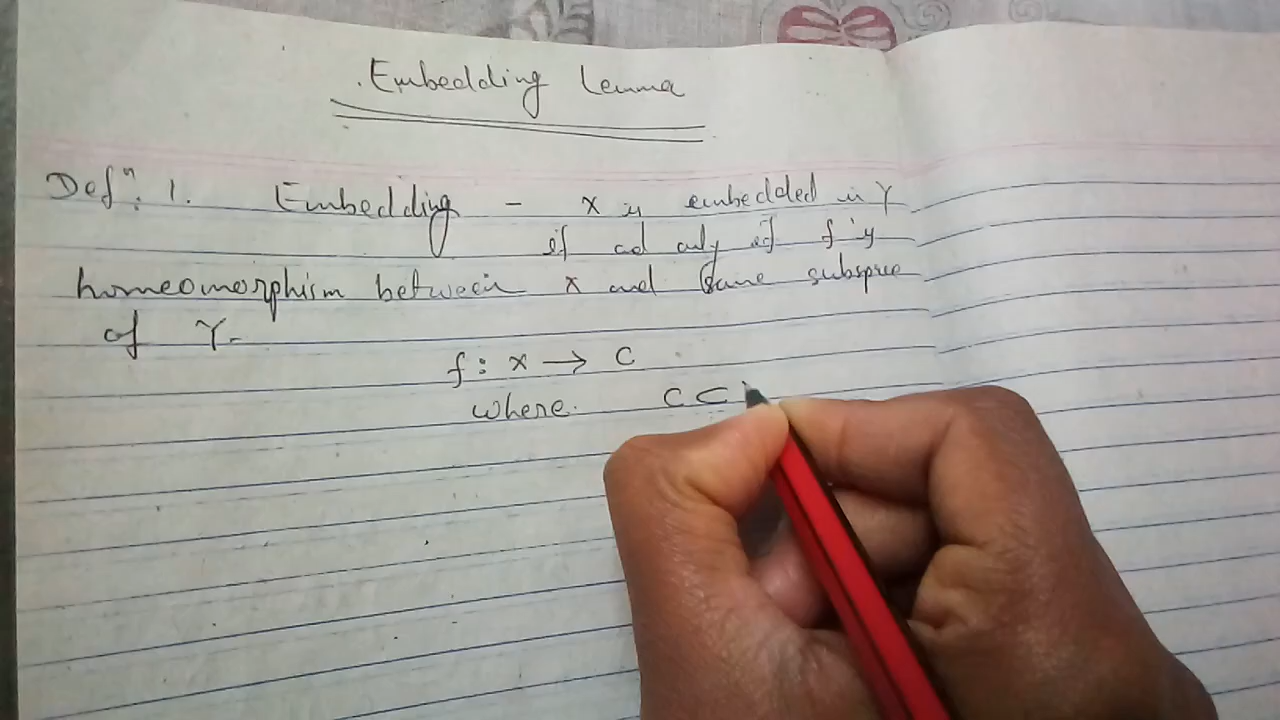 Embedding Lemma
Defⁿ: 1. Embedding - X is embedded in Y
if ad only if f is
homeomorphism between X and Some subspace
of Y.
f : x → C
where C ⊂